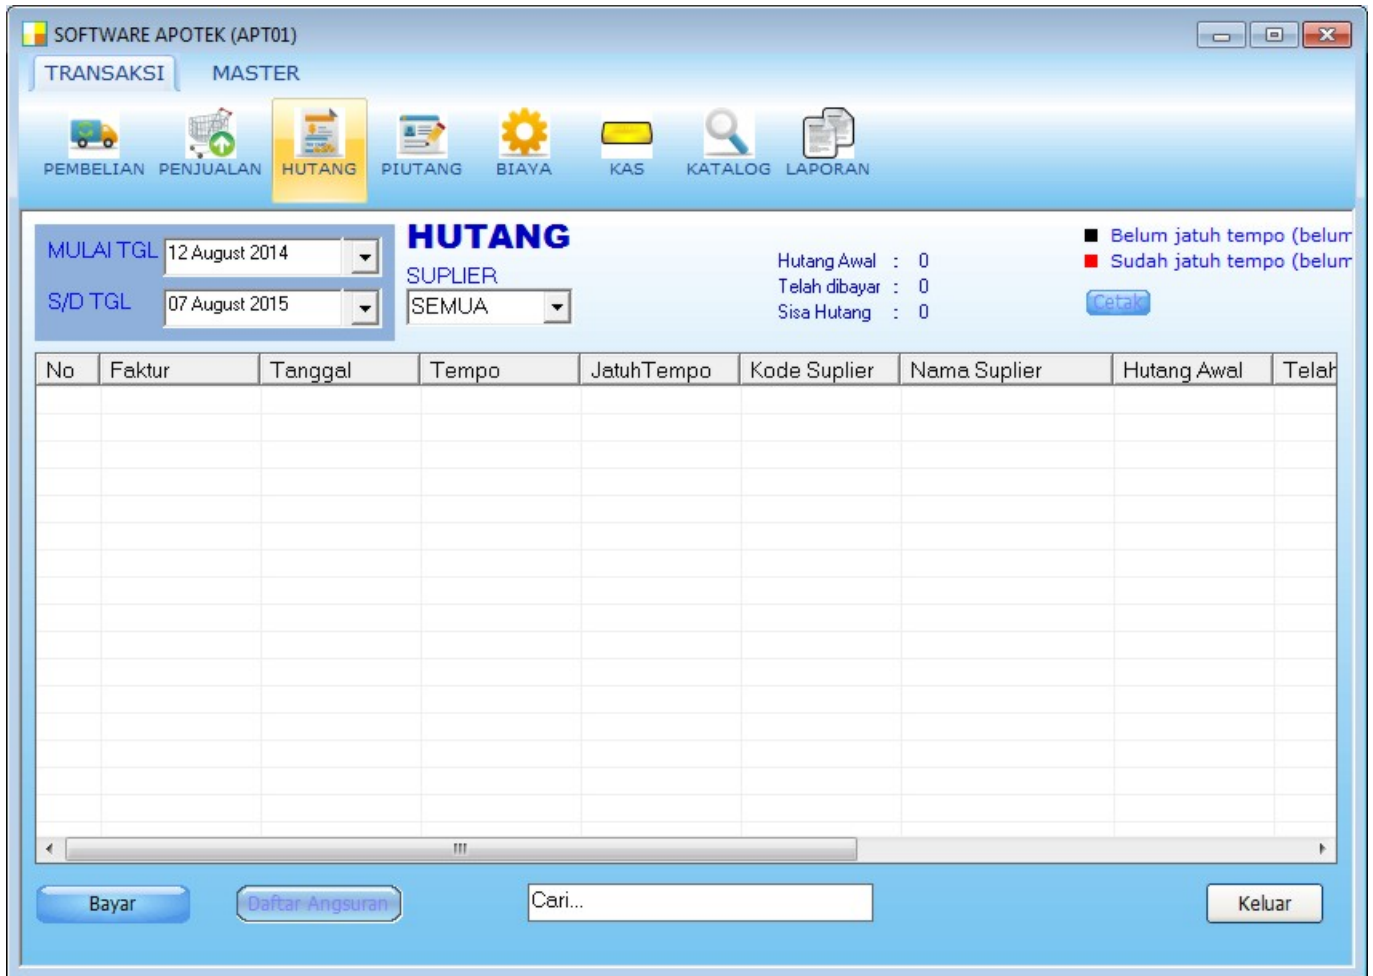 SOFTWARE APOTEK (APT01)
TRANSAKSI MASTER
PEMBELIAN PENJUALAN HUTANG PIUTANG BIAYA KAS KATALOG LAPORAN
MULAI TGL 12 August 2014
S/D TGL 07 August 2015
HUTANG
SUPLIER
SEMUA
Hutang Awal : 0
Telah dibayar : 0
Sisa Hutang : 0
Belum jatuh tempo (belum
Sudah jatuh tempo (belum
Cetak
No Faktur Tanggal Tempo JatuhTempo Kode Suplier Nama Suplier Hutang Awal Telah
Bayar Daftar Angsuran Cari... Keluar